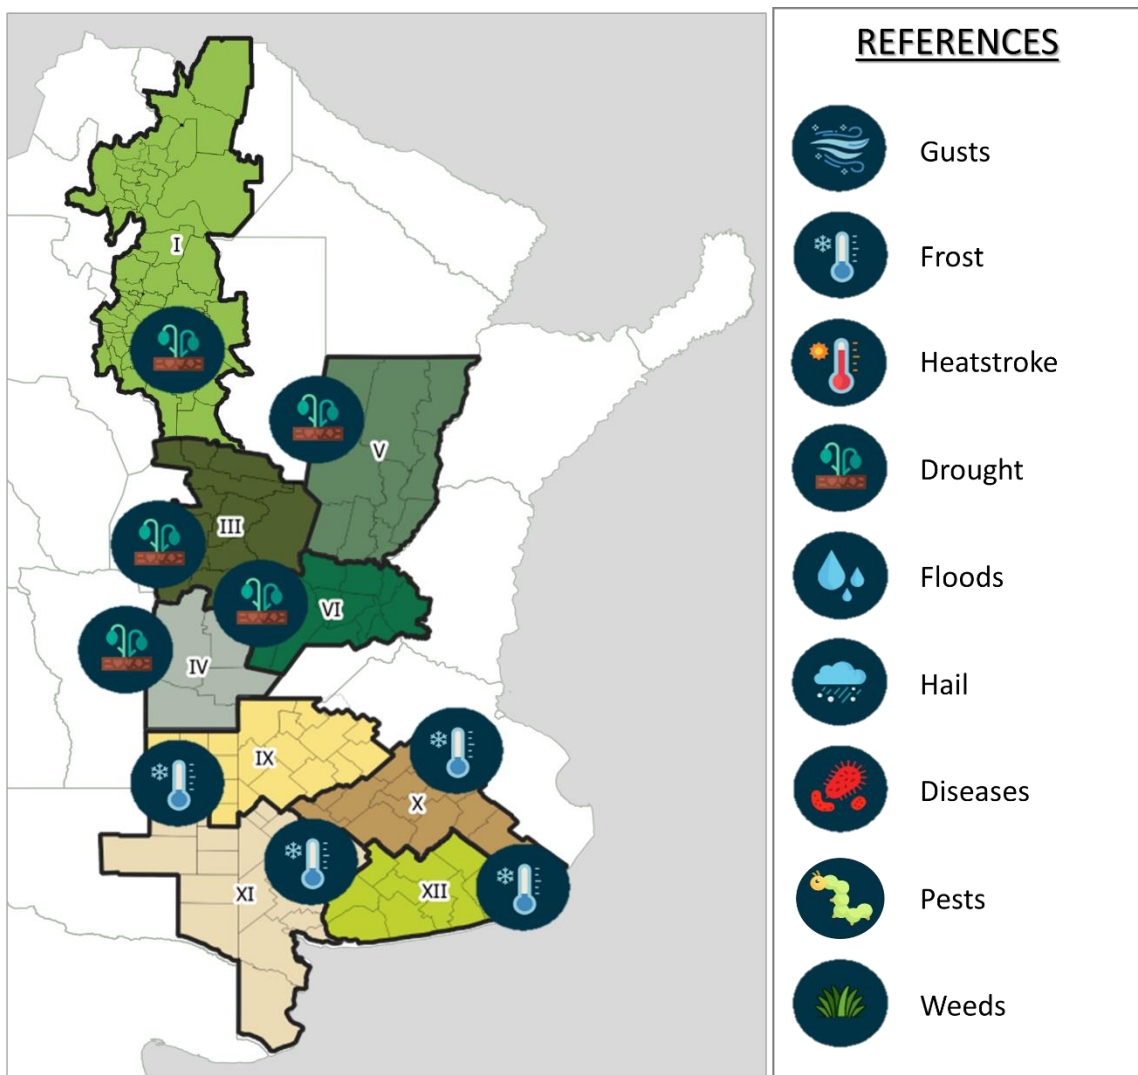 REFERENCES
Gusts
Frost
Heatstroke
Drought
Floods
Hail
Diseases
Pests
Weeds
I
V
III
VI
IV
IX
X
XI
XII